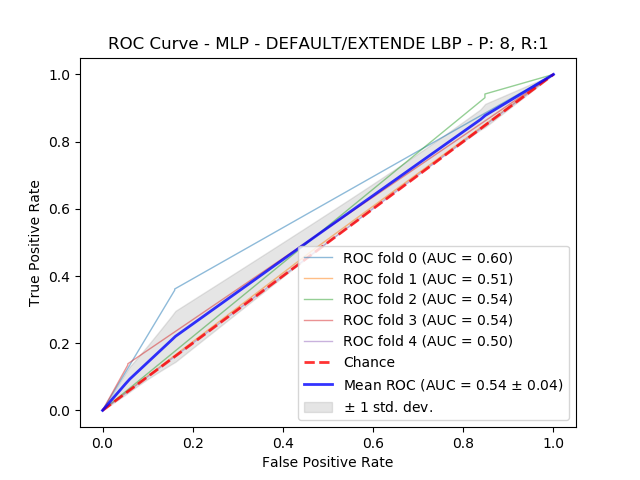 ROC Curve - MLP - DEFAULT/EXTENDE LBP - P: 8, R:1
True Positive Rate
1.0
0.8
0.6
0.4
0.2
0.0
ROC fold 0 (AUC = 0.60)
ROC fold 1 (AUC = 0.51)
ROC fold 2 (AUC = 0.54)
ROC fold 3 (AUC = 0.54)
ROC fold 4 (AUC = 0.50)
Chance
Mean ROC (AUC = 0.54 ± 0.04)
± 1 std. dev.
0.0 0.2 0.4 0.6 0.8 1.0
False Positive Rate